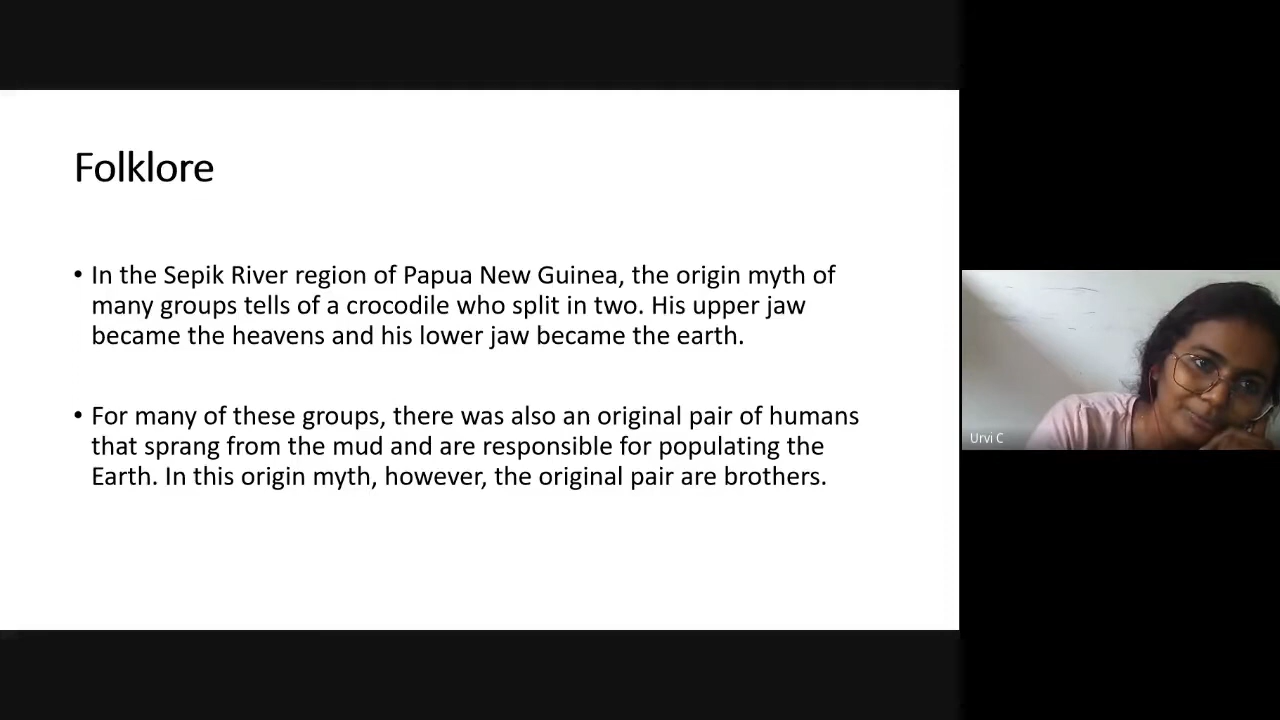 Folklore
• In the Sepik River region of Papua New Guinea, the origin myth of
many groups tells of a crocodile who split in two. His upper jaw
became the heavens and his lower jaw became the earth.
• For many of these groups, there was also an original pair of humans
that sprang from the mud and are responsible for populating the
Earth. In this origin myth, however, the original pair are brothers.
Urvi C